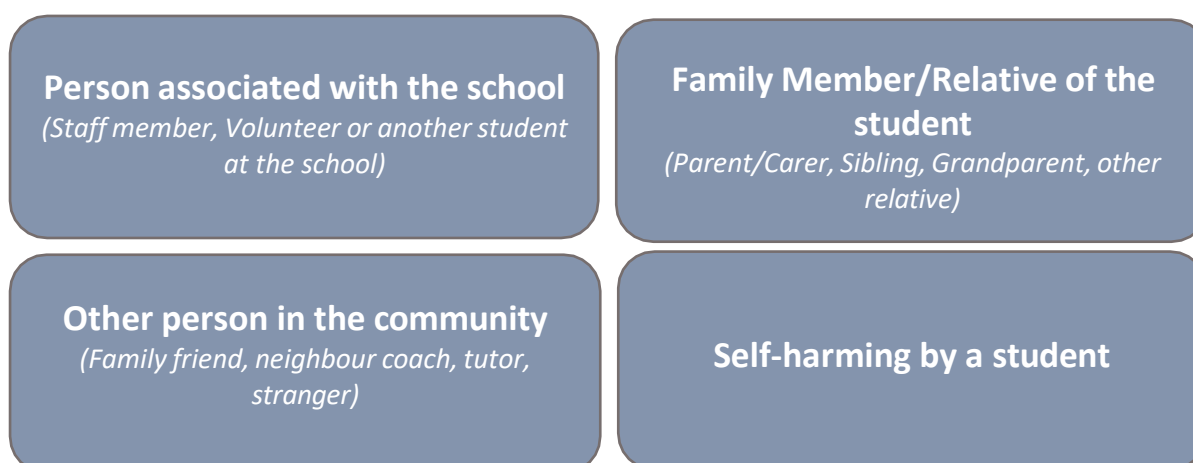 Person associated with the school
(Staff member, Volunteer or another student
at the school)
Family Member/Relative of the
student
(Parent/Carer, Sibling, Grandparent, other
relative)
Other person in the community
(Family friend, neighbour coach, tutor,
stranger)
Self-harming by a student